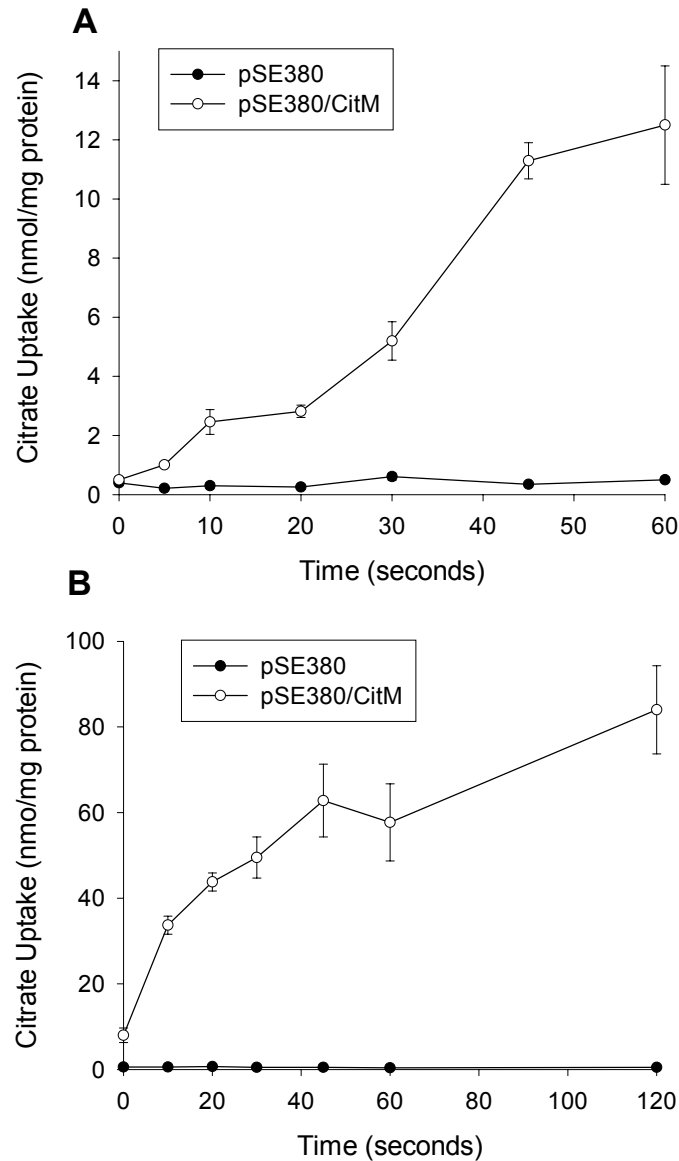 A
Citrate Uptake (nmol/mg protein)
14
12
10
8
6
4
2
0
pSE380
pSE380/CitM
0 10 20 30 40 50 60
Time (seconds)
B
Citrate Uptake (nmo/mg protein)
100
80
60
40
20
0
pSE380
pSE380/CitM
0 20 40 60 80 100 120
Time (seconds)